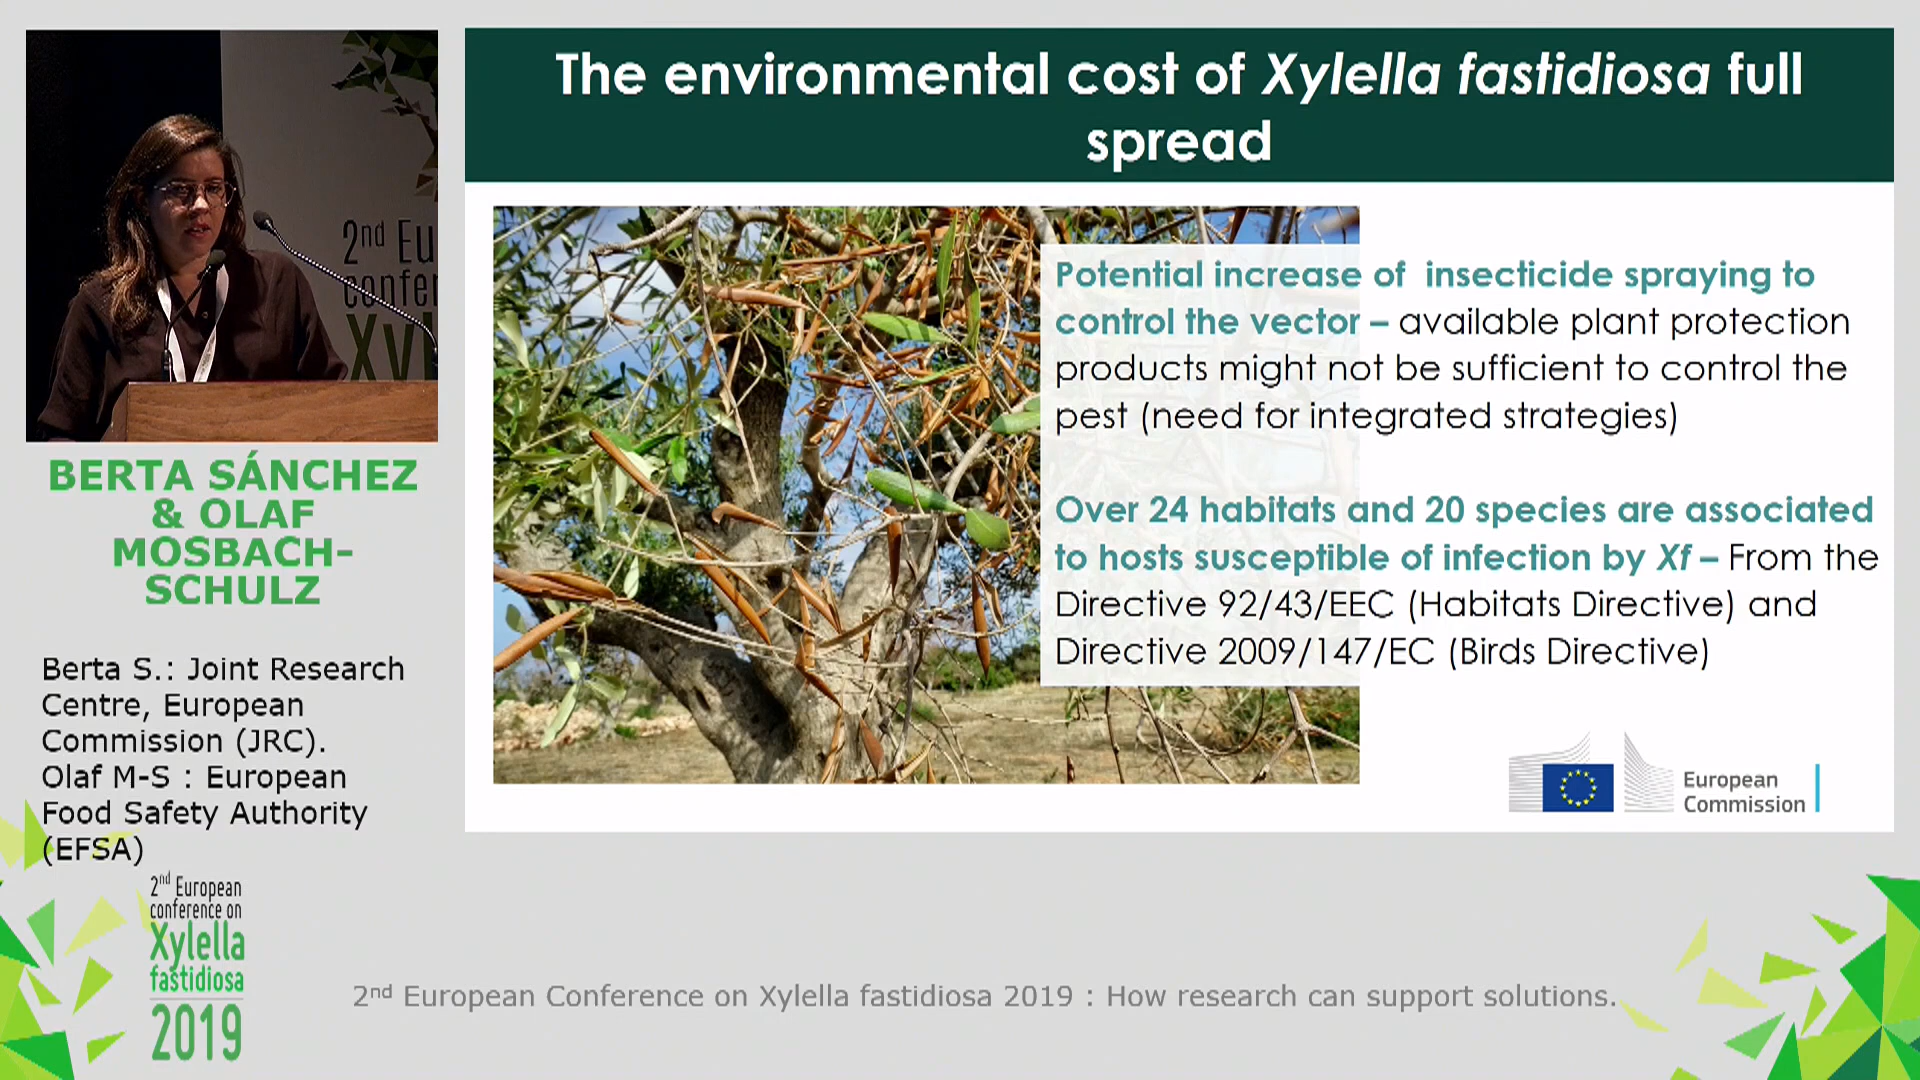 The environmental cost of Xylella fastidiosa full
spread
2nd Eu
confer
Xyl
Potential increase of insecticide spraying to
control the vector – available plant protection
products might not be sufficient to control the
pest (need for integrated strategies)
Over 24 habitats and 20 species are associated
to hosts susceptible of infection by Xf – From the
Directive 92/43/EEC (Habitats Directive) and
Directive 2009/147/EC (Birds Directive)
European
Commission
BERTA SÁNCHEZ
& OLAF
MOSBACH-
SCHULZ
Berta S.: Joint Research
Centre, European
Commission (JRC).
Olaf M-S : European
Food Safety Authority
(EFSA)
2nd European
conference on
Xylella
fastidiosa
2019
2nd European Conference on Xylella fastidiosa 2019 : How research can support solutions.